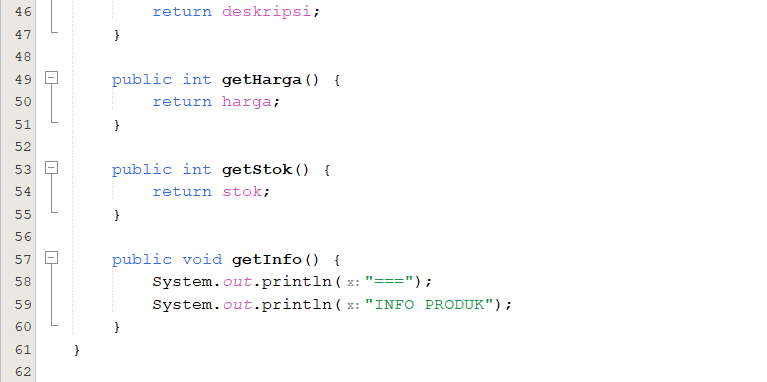 46 return deskripsi;
47 }
48
49 public int getHarga() {
50 return harga;
51 }
52
53 public int getStok() {
54 return stok;
55 }
56
57 public void getInfo() {
58 System.out.println( x: "===");
59 System.out.println( x: "INFO PRODUK");
60 }
61 }
62